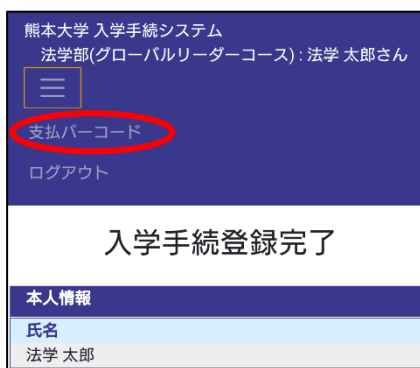 熊本大学 入学手続システム
法学部(グローバルリーダーコース) : 法学 太郎さん
支払バーコード
ログアウト
入学手続登録完了
本人情報
氏名
法学 太郎